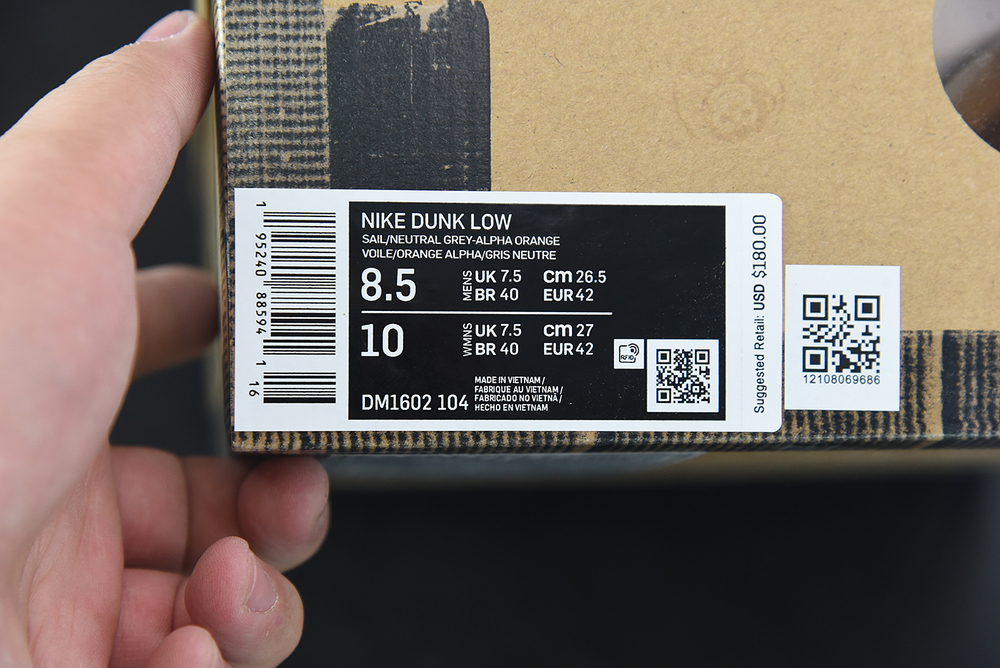 NIKE DUNK LOW
SAIL/NEUTRAL GREY-ALPHA ORANGE
VOILE/ORANGE ALPHA/GRIS NEUTRE
8.5 MENS UK 7.5 cm 26.5
BR 40 EUR 42
10 WMNS UK 7.5 cm 27
BR 40 EUR 42
RFID
DM1602 104
MADE IN VIETNAM /
FABRIQUE AU VIETNAM /
FABRICADO NO VIETNÃ /
HECHO EN VIETNAM
1 95240 88594 1 16
Suggested Retail: USD $180.00
12108069686